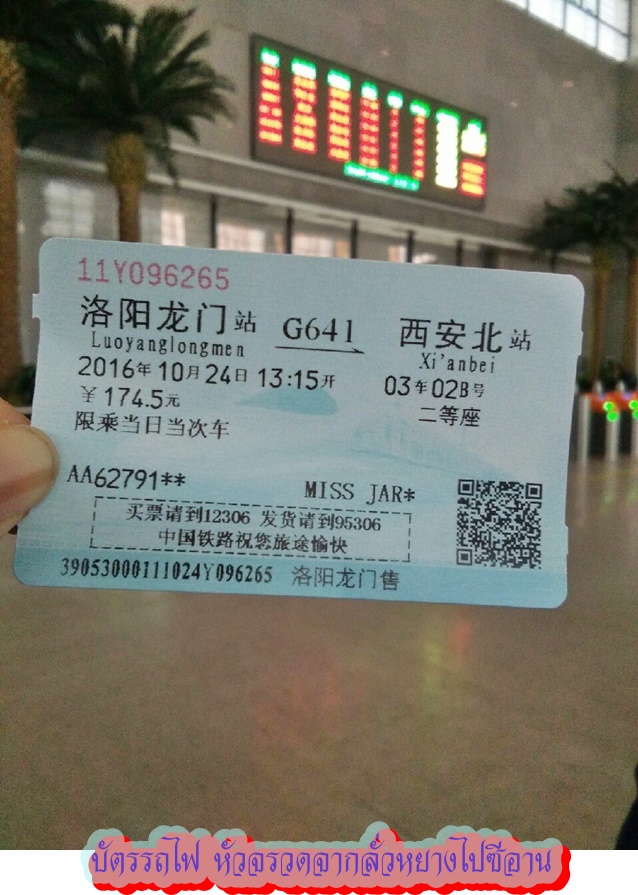 11Y096265
洛阳龙门站 G641 西安北站
Luoyanglongmen Xi'anbei
2016年10月24日 13:15开 03车02B号
￥174.5元 二等座
限乘当日当次车
AA62791** MISS JAR*
买票请到12306 发货请到95306
中国铁路祝您旅途愉快
39053000111024Y096265 洛阳龙门售
บัตรรถไฟ หัวจรวดจากลั่วหยางไปซีอาน